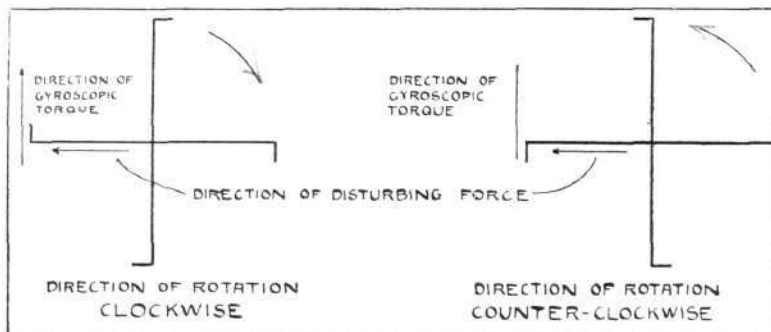 DIRECTION OF
GYROSCOPIC
TORQUE
DIRECTION OF
GYROSCOPIC
TORQUE
DIRECTION OF DISTURBING FORCE
DIRECTION OF ROTATION
CLOCKWISE
DIRECTION OF ROTATION
COUNTER-CLOCKWISE